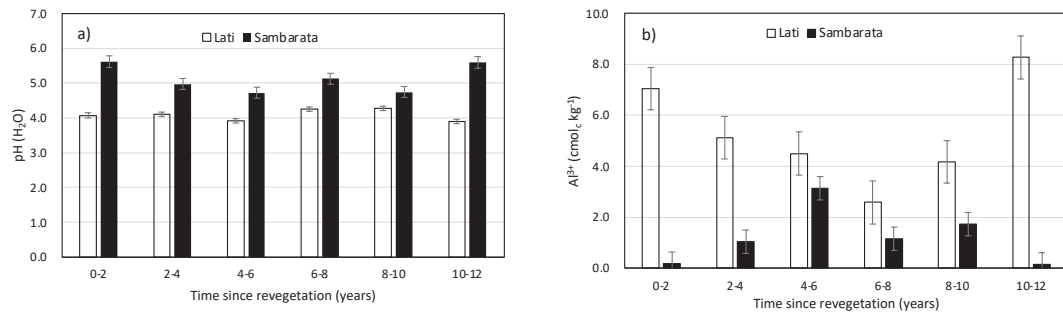 a)
Lati Sambarata
7.0
6.0
5.0
4.0
3.0
2.0
1.0
0.0
pH (H₂O)
0-2 2-4 4-6 6-8 8-10 10-12
Time since revegetation (years)
b)
Lati Sambarata
10.0
8.0
6.0
4.0
2.0
0.0
Al³⁺ (cmol꜀ kg⁻¹)
0-2 2-4 4-6 6-8 8-10 10-12
Time since revegetation (years)